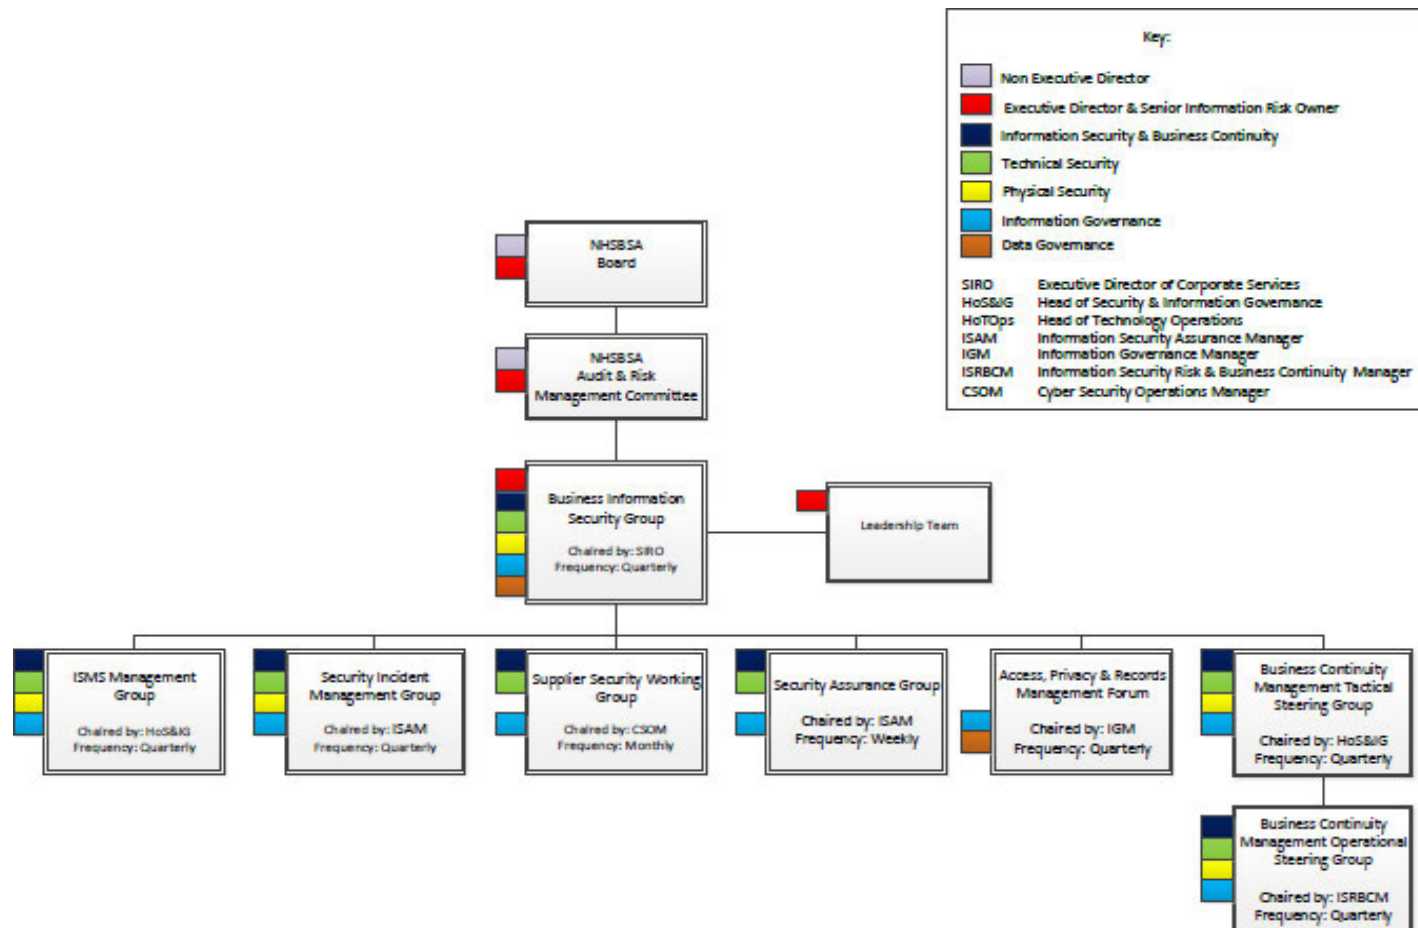 Key:
Non Executive Director
Executive Director & Senior Information Risk Owner
Information Security & Business Continuity
Technical Security
Physical Security
Information Governance
Data Governance
SIRO Executive Director of Corporate Services
HoS&IG Head of Security & Information Governance
HoTOps Head of Technology Operations
ISAM Information Security Assurance Manager
IGM Information Governance Manager
ISRBCM Information Security Risk & Business Continuity Manager
CSOM Cyber Security Operations Manager
NHSBSA
Board
NHSBSA
Audit & Risk
Management Committee
Business Information
Security Group
Chaired by: SIRO
Frequency: Quarterly
Leadership Team
ISMS Management
Group
Chaired by: HoS&IG
Frequency: Quarterly
Security Incident
Management Group
Chaired by: ISAM
Frequency: Quarterly
Supplier Security Working
Group
Chaired by: CSOM
Frequency: Monthly
Security Assurance Group
Chaired by: ISAM
Frequency: Weekly
Access, Privacy & Records
Management Forum
Chaired by: IGM
Frequency: Quarterly
Business Continuity
Management Tactical
Steering Group
Chaired by: HoS&IG
Frequency: Quarterly
Business Continuity
Management Operational
Steering Group
Chaired by: ISRBCM
Frequency: Quarterly